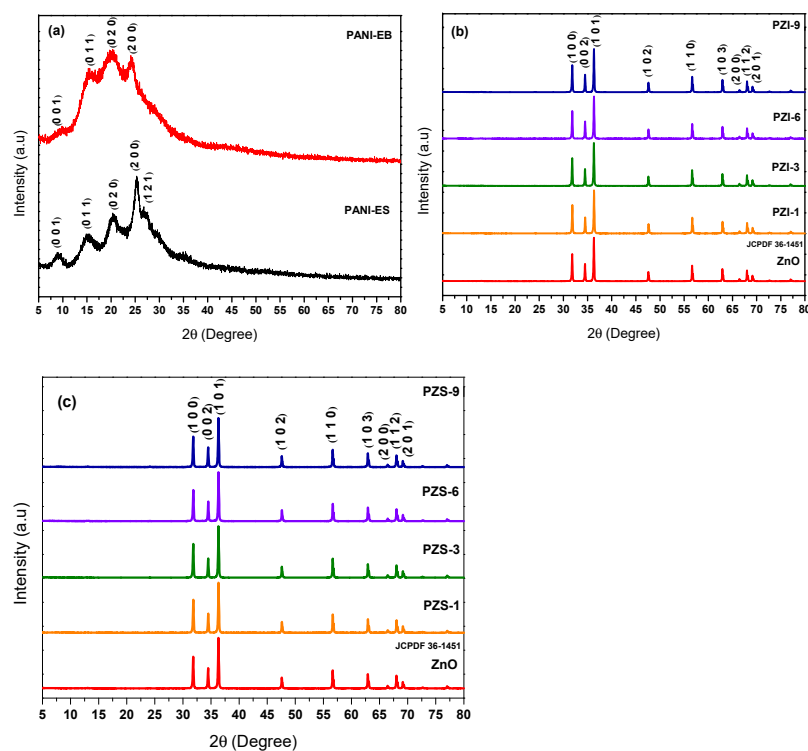 (a)
PANI-EB
(0 0 1)
(0 1 1)
(0 2 0)
(2 0 0)
PANI-ES
(0 0 1)
(0 1 1)
(0 2 0)
(2 0 0)
(1 2 1)
Intensity (a.u)
5 10 15 20 25 30 35 40 45 50 55 60 65 70 75 80
2θ (Degree)
(b)
PZI-9
(1 0 0)
(0 0 2)
(1 0 1)
(1 0 2)
(1 1 0)
(1 0 3)
(2 0 0)
(1 1 2)
(2 0 1)
PZI-6
PZI-3
PZI-1
JCPDF 36-1451
ZnO
Intensity (a.u)
5 10 15 20 25 30 35 40 45 50 55 60 65 70 75 80
2θ (Degree)
(c)
PZS-9
(1 0 0)
(0 0 2)
(1 0 1)
(1 0 2)
(1 1 0)
(1 0 3)
(2 0 0)
(1 1 2)
(2 0 1)
PZS-6
PZS-3
PZS-1
JCPDF 36-1451
ZnO
Intensity (a.u)
5 10 15 20 25 30 35 40 45 50 55 60 65 70 75 80
2θ (Degree)